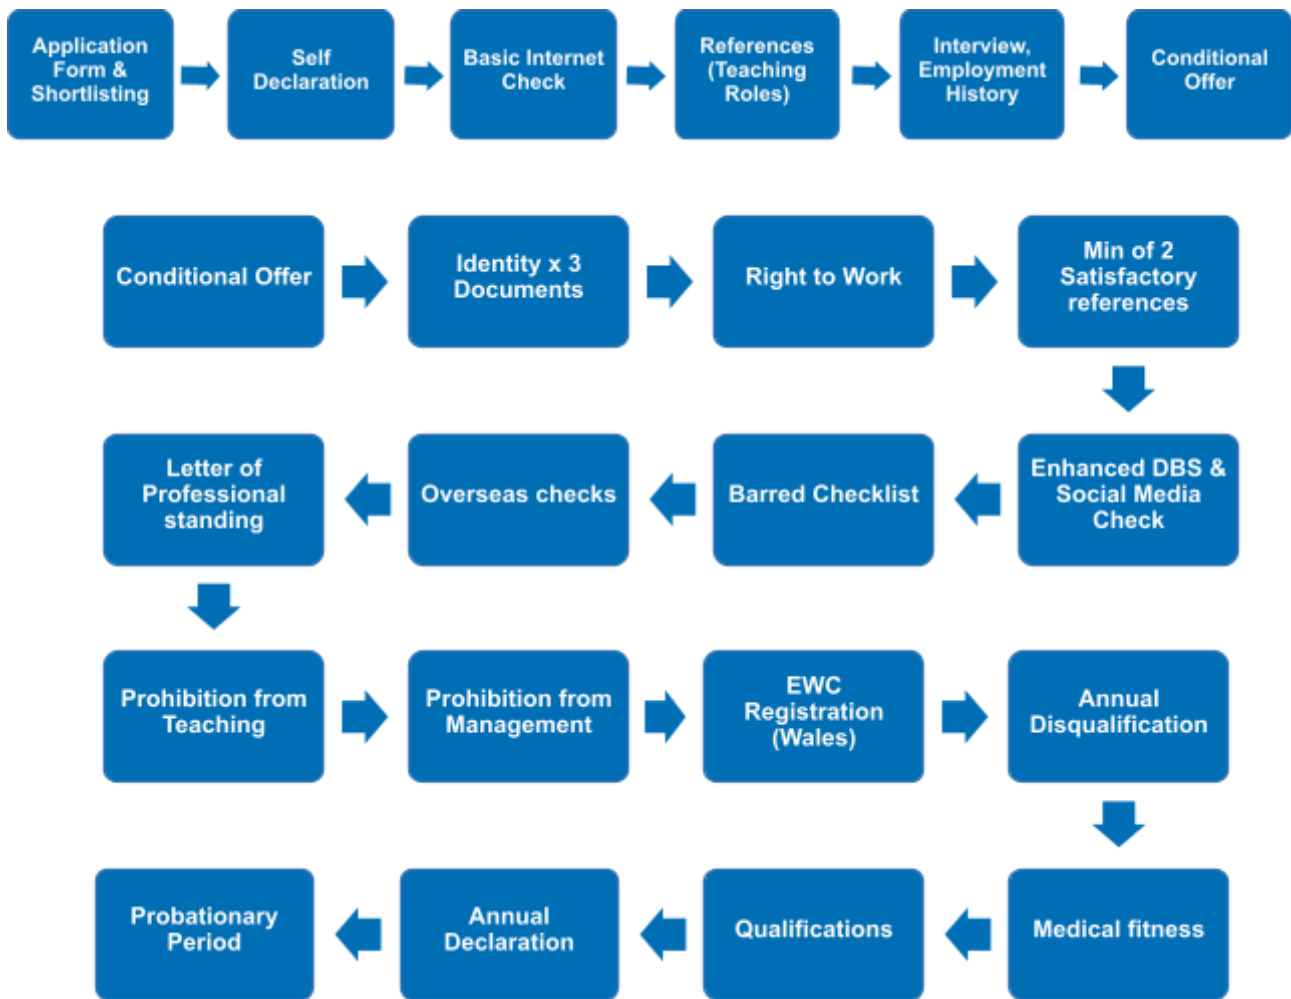 Application
Form &
Shortlisting
Self
Declaration
Basic Internet
Check
References
(Teaching
Roles)
Interview,
Employment
History
Conditional
Offer
Conditional Offer
Identity x 3
Documents
Right to Work
Min of 2
Satisfactory
references
Enhanced DBS &
Social Media
Check
Barred Checklist
Overseas checks
Letter of
Professional
standing
Prohibition from
Teaching
Prohibition from
Management
EWC
Registration
(Wales)
Annual
Disqualification
Medical fitness
Qualifications
Annual
Declaration
Probationary
Period